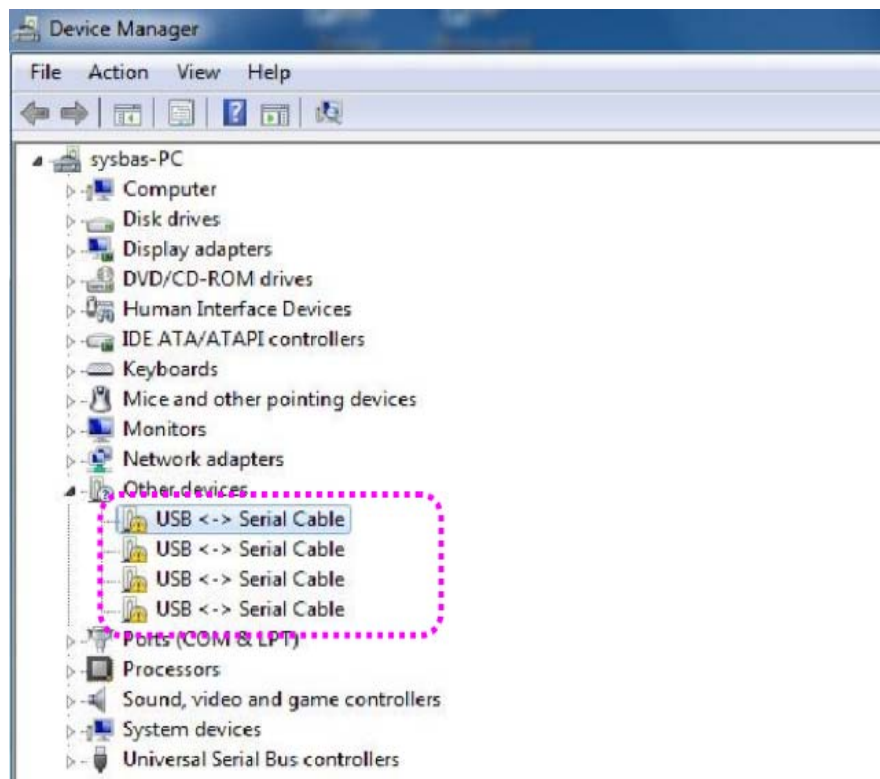 Device Manager
File Action View Help
sysbas-PC
Computer
Disk drives
Display adapters
DVD/CD-ROM drives
Human Interface Devices
IDE ATA/ATAPI controllers
Keyboards
Mice and other pointing devices
Monitors
Network adapters
Other devices
USB <-> Serial Cable
USB <-> Serial Cable
USB <-> Serial Cable
USB <-> Serial Cable
Ports (COM & LPT)
Processors
Sound, video and game controllers
System devices
Universal Serial Bus controllers